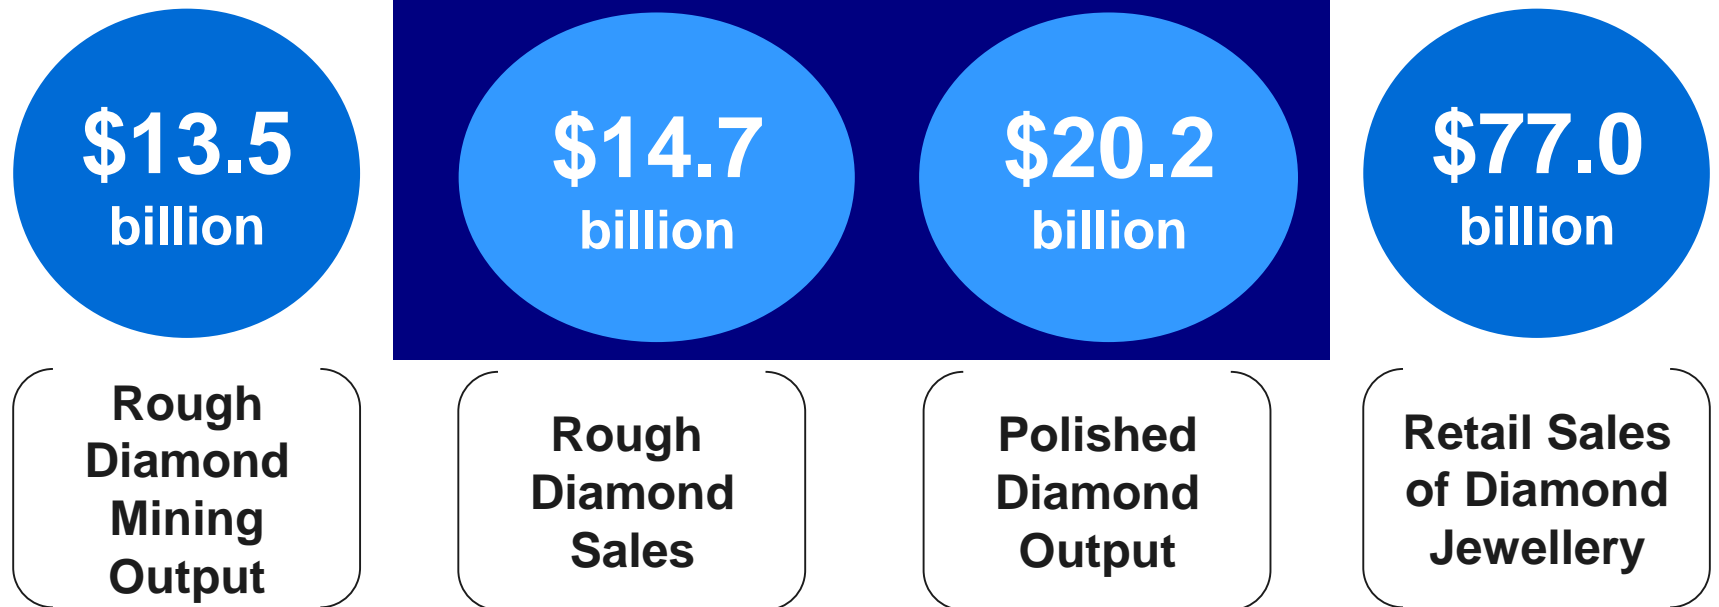 $13.5
billion
$14.7
billion
$20.2
billion
$77.0
billion
Rough
Diamond
Mining
Output
Rough
Diamond
Sales
Polished
Diamond
Output
Retail Sales
of Diamond
Jewellery